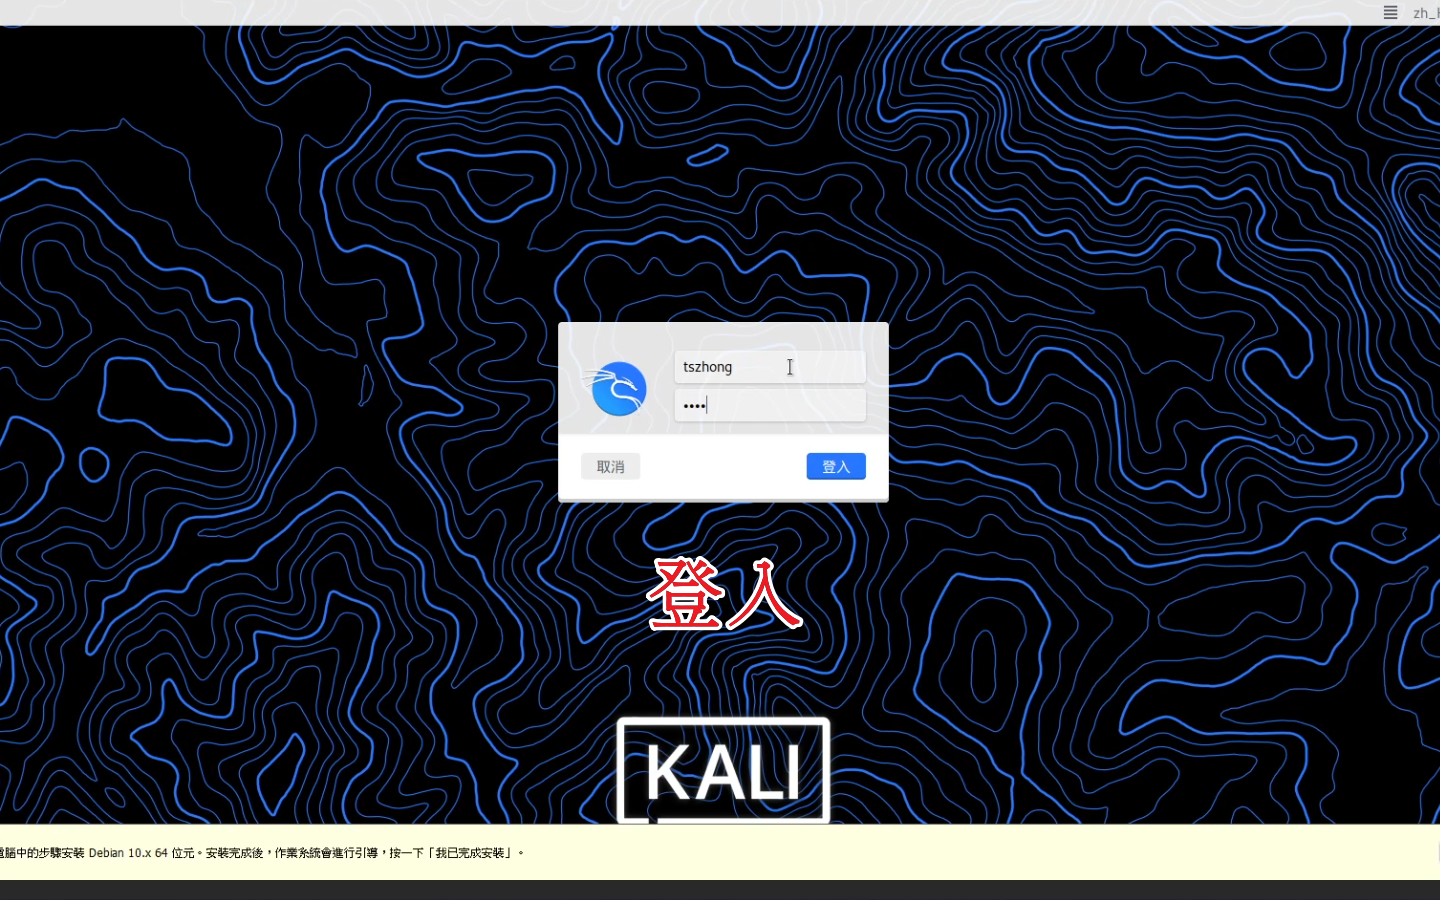 zh_
tszhong
••••
取消
登入
登入
KALI
電腦中的步驟安裝 Debian 10.x 64 位元。安裝完成後，作業系統會進行引導，按一下「我已完成安裝」。